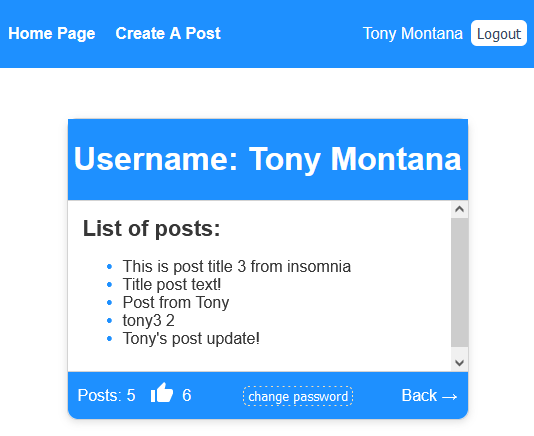 Home Page Create A Post Tony Montana Logout
Username: Tony Montana
List of posts:
This is post title 3 from insomnia
Title post text!
Post from Tony
tony3 2
Tony's post update!
Posts: 5 6 change password Back →